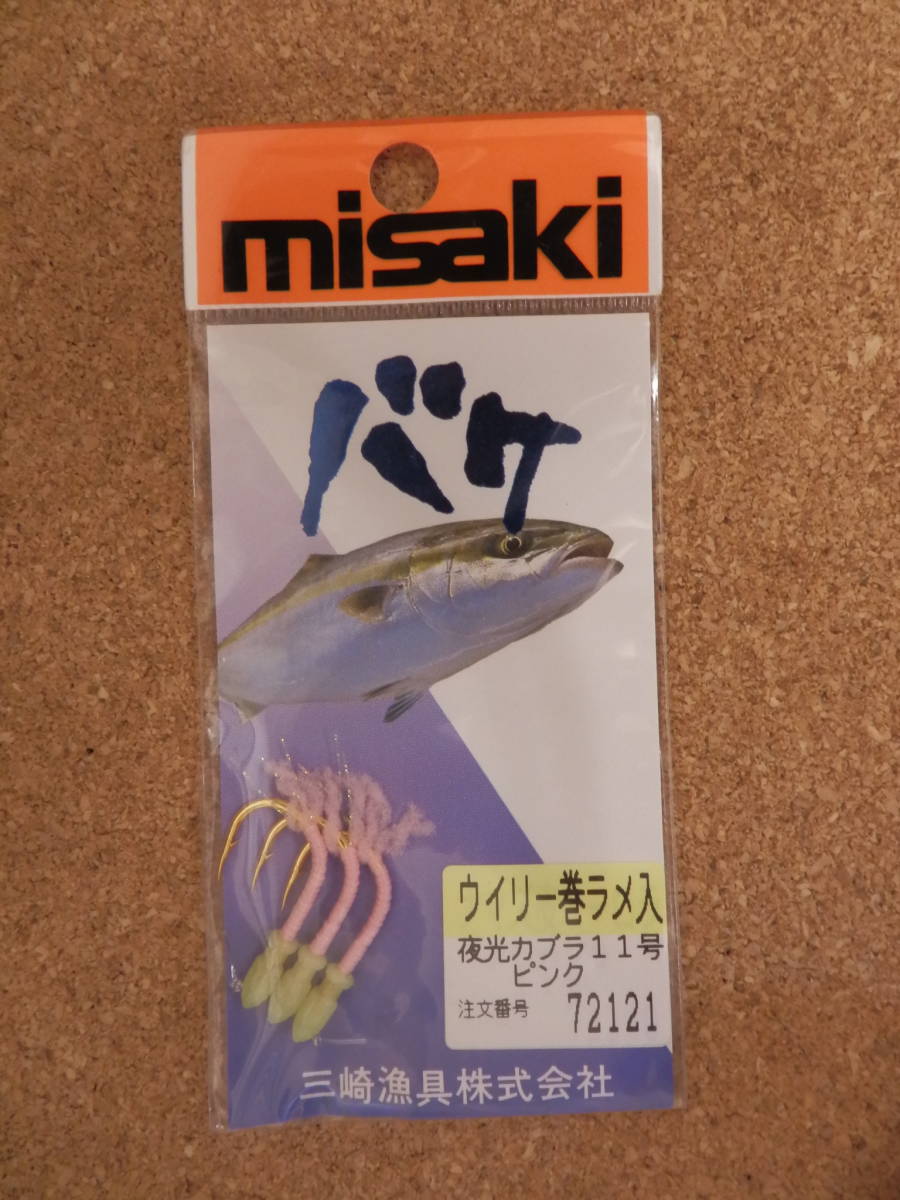 misaki
バケ
ウイリー巻ラメ入
夜光カブラ１１号
ピンク
注文番号 72121
三崎漁具株式会社